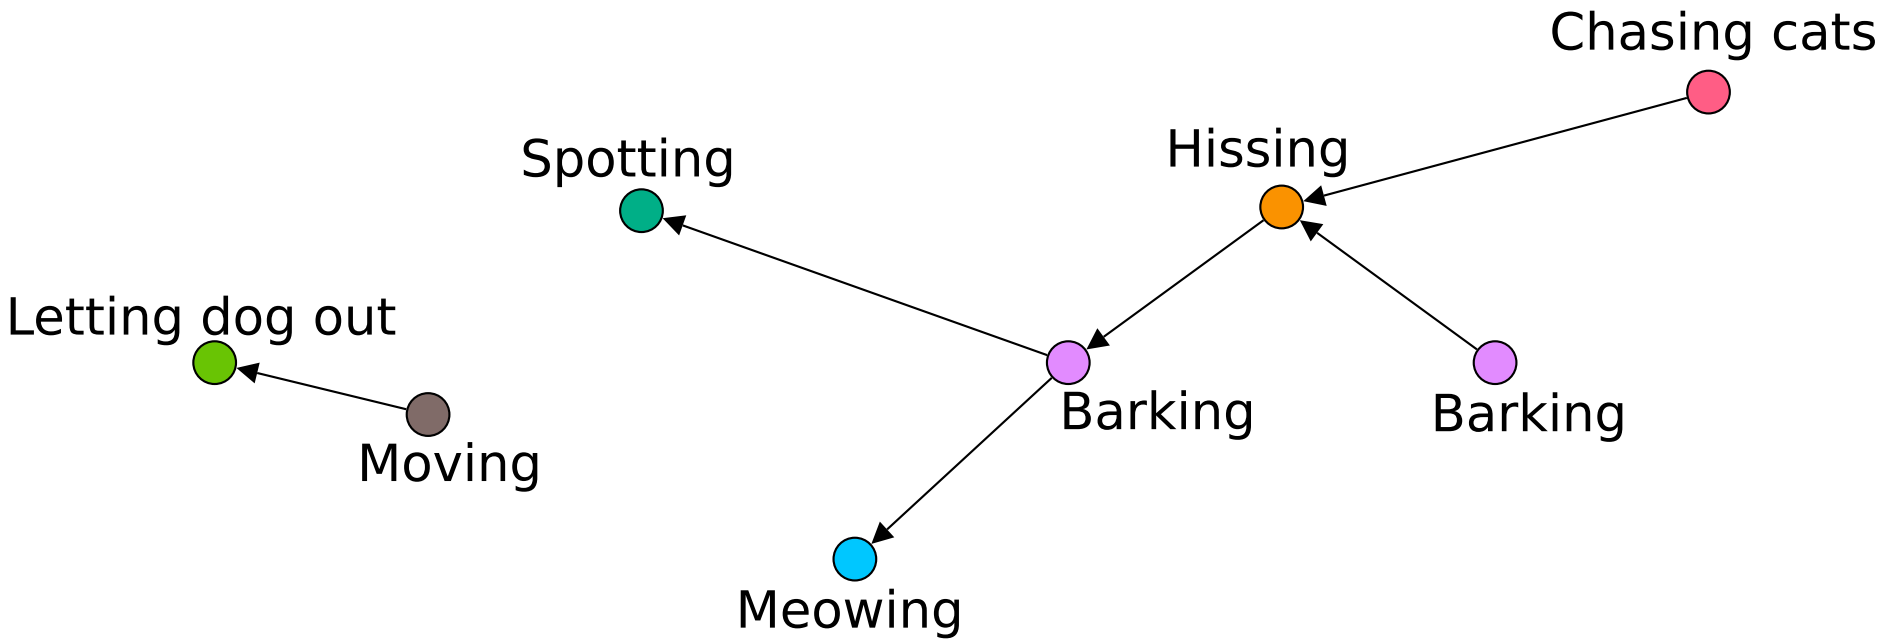 Chasing cats
Hissing
Spotting
Letting dog out
Barking
Barking
Moving
Meowing